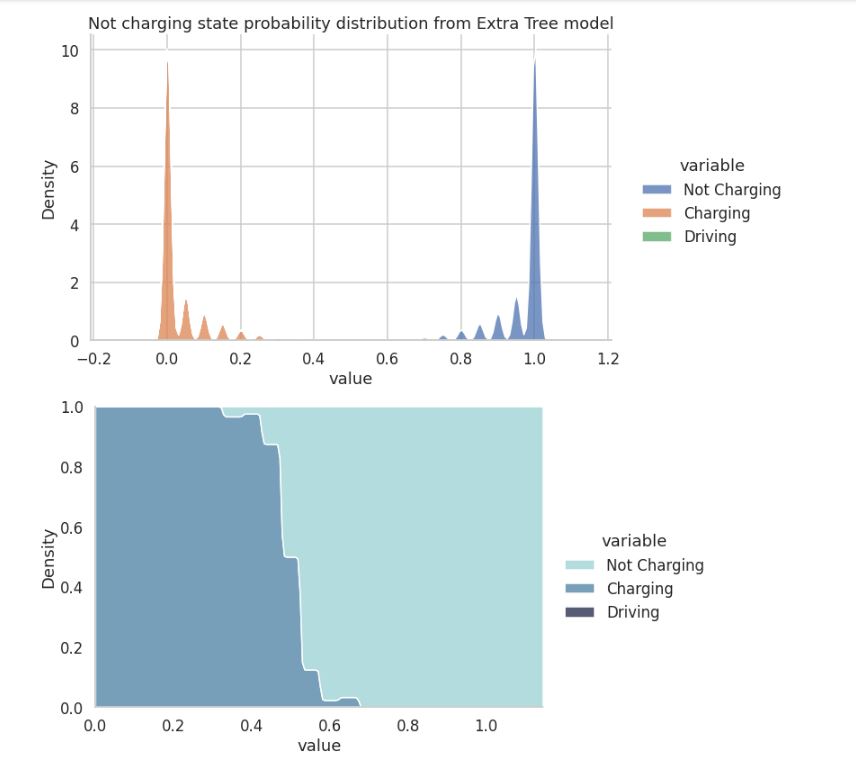 Not charging state probability distribution from Extra Tree model
10
8
6
4
2
0
Density
−0.2 0.0 0.2 0.4 0.6 0.8 1.0 1.2
value
variable
Not Charging
Charging
Driving
1.0
0.8
0.6
0.4
0.2
0.0
Density
0.0 0.2 0.4 0.6 0.8 1.0
value
variable
Not Charging
Charging
Driving